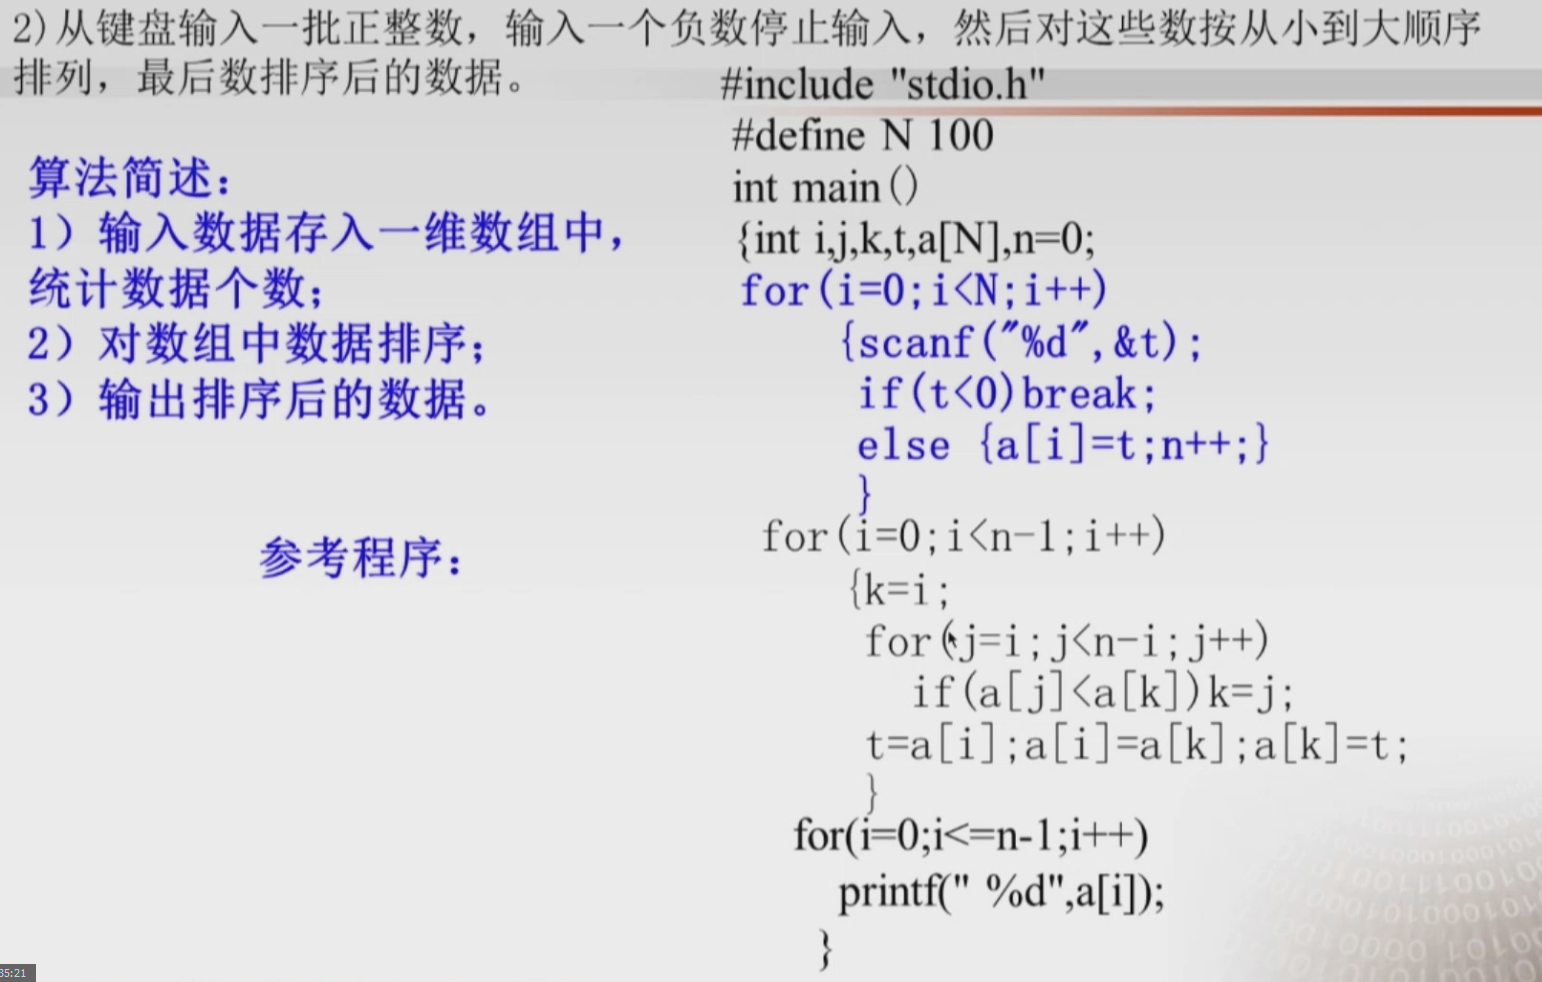 2)从键盘输入一批正整数，输入一个负数停止输入，然后对这些数按从小到大顺序
排列，最后数排序后的数据。
算法简述：
1）输入数据存入一维数组中，
统计数据个数；
2）对数组中数据排序；
3）输出排序后的数据。
参考程序：
#include "stdio.h"
#define N 100
int main()
{int i,j,k,t,a[N],n=0;
for(i=0;i<N;i++)
{scanf("%d",&t);
if(t<0)break;
else {a[i]=t;n++;}
}
for(i=0;i<n-1;i++)
{k=i;
for(j=i;j<n-i;j++)
if(a[j]<a[k])k=j;
t=a[i];a[i]=a[k];a[k]=t;
}
for(i=0;i<=n-1;i++)
printf(" %d",a[i]);
}
35:21